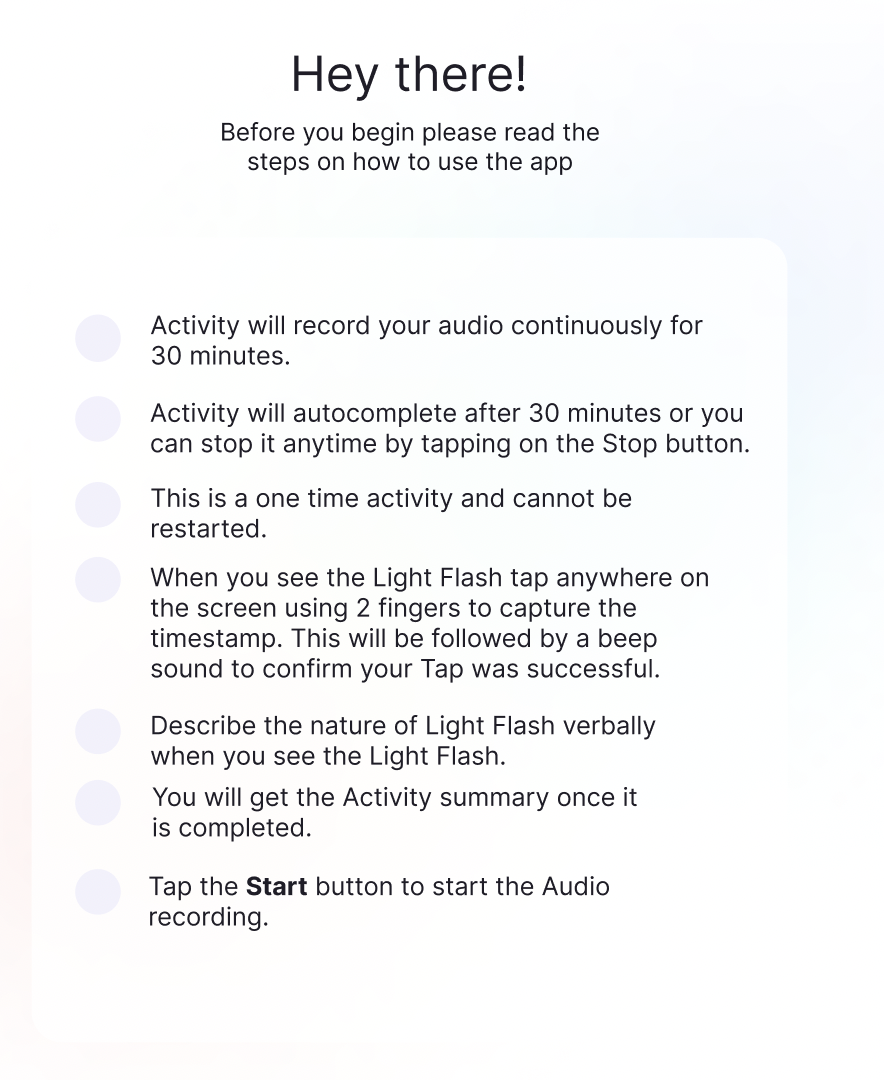 Hey there!
Before you begin please read the
steps on how to use the app
Activity will record your audio continuously for
30 minutes.
Activity will autocomplete after 30 minutes or you
can stop it anytime by tapping on the Stop button.
This is a one time activity and cannot be
restarted.
When you see the Light Flash tap anywhere on
the screen using 2 fingers to capture the
timestamp. This will be followed by a beep
sound to confirm your Tap was successful.
Describe the nature of Light Flash verbally
when you see the Light Flash.
You will get the Activity summary once it
is completed.
Tap the Start button to start the Audio
recording.